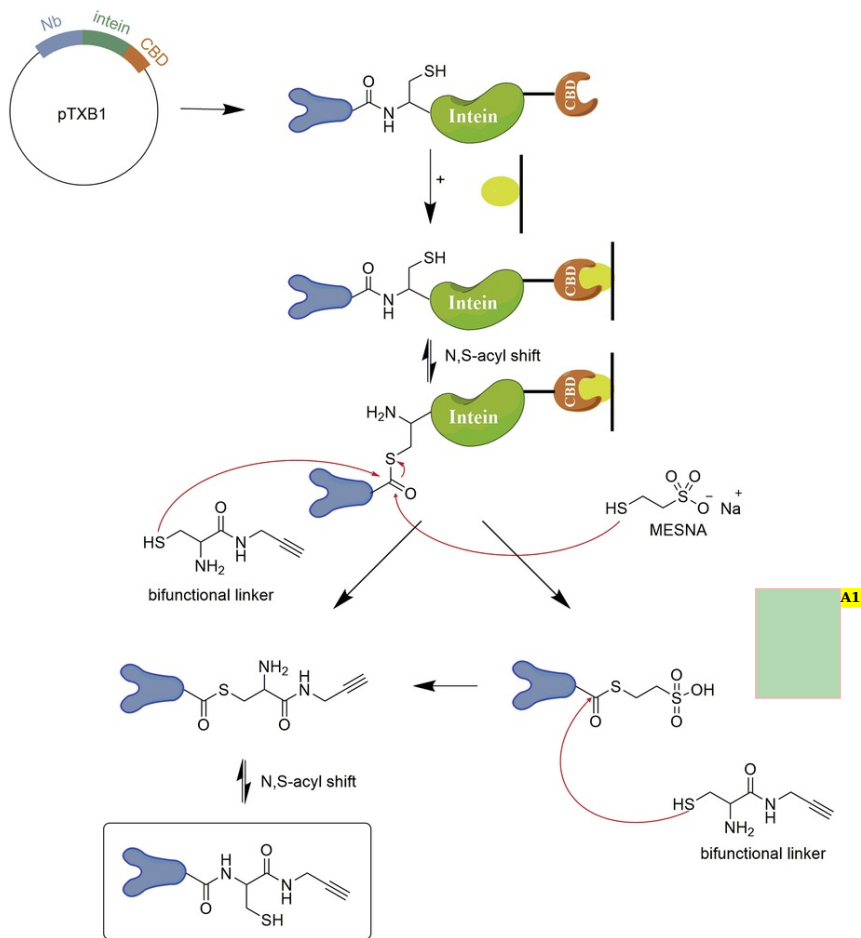 Nb
intein
CBD
pTXB1
O
SH
N
H
Intein
CBD
+
O
SH
N
H
Intein
CBD
N,S-acyl shift
H₂N
Intein
CBD
S
O
HS
O
N
H
NH₂
bifunctional linker
HS
O
O
S
O⁻
Na⁺
MESNA
A1
S
NH₂
H
N
O
O
S
O
O
S
OH
O
N,S-acyl shift
HS
O
N
H
NH₂
bifunctional linker
H
N
O
O
N
H
SH